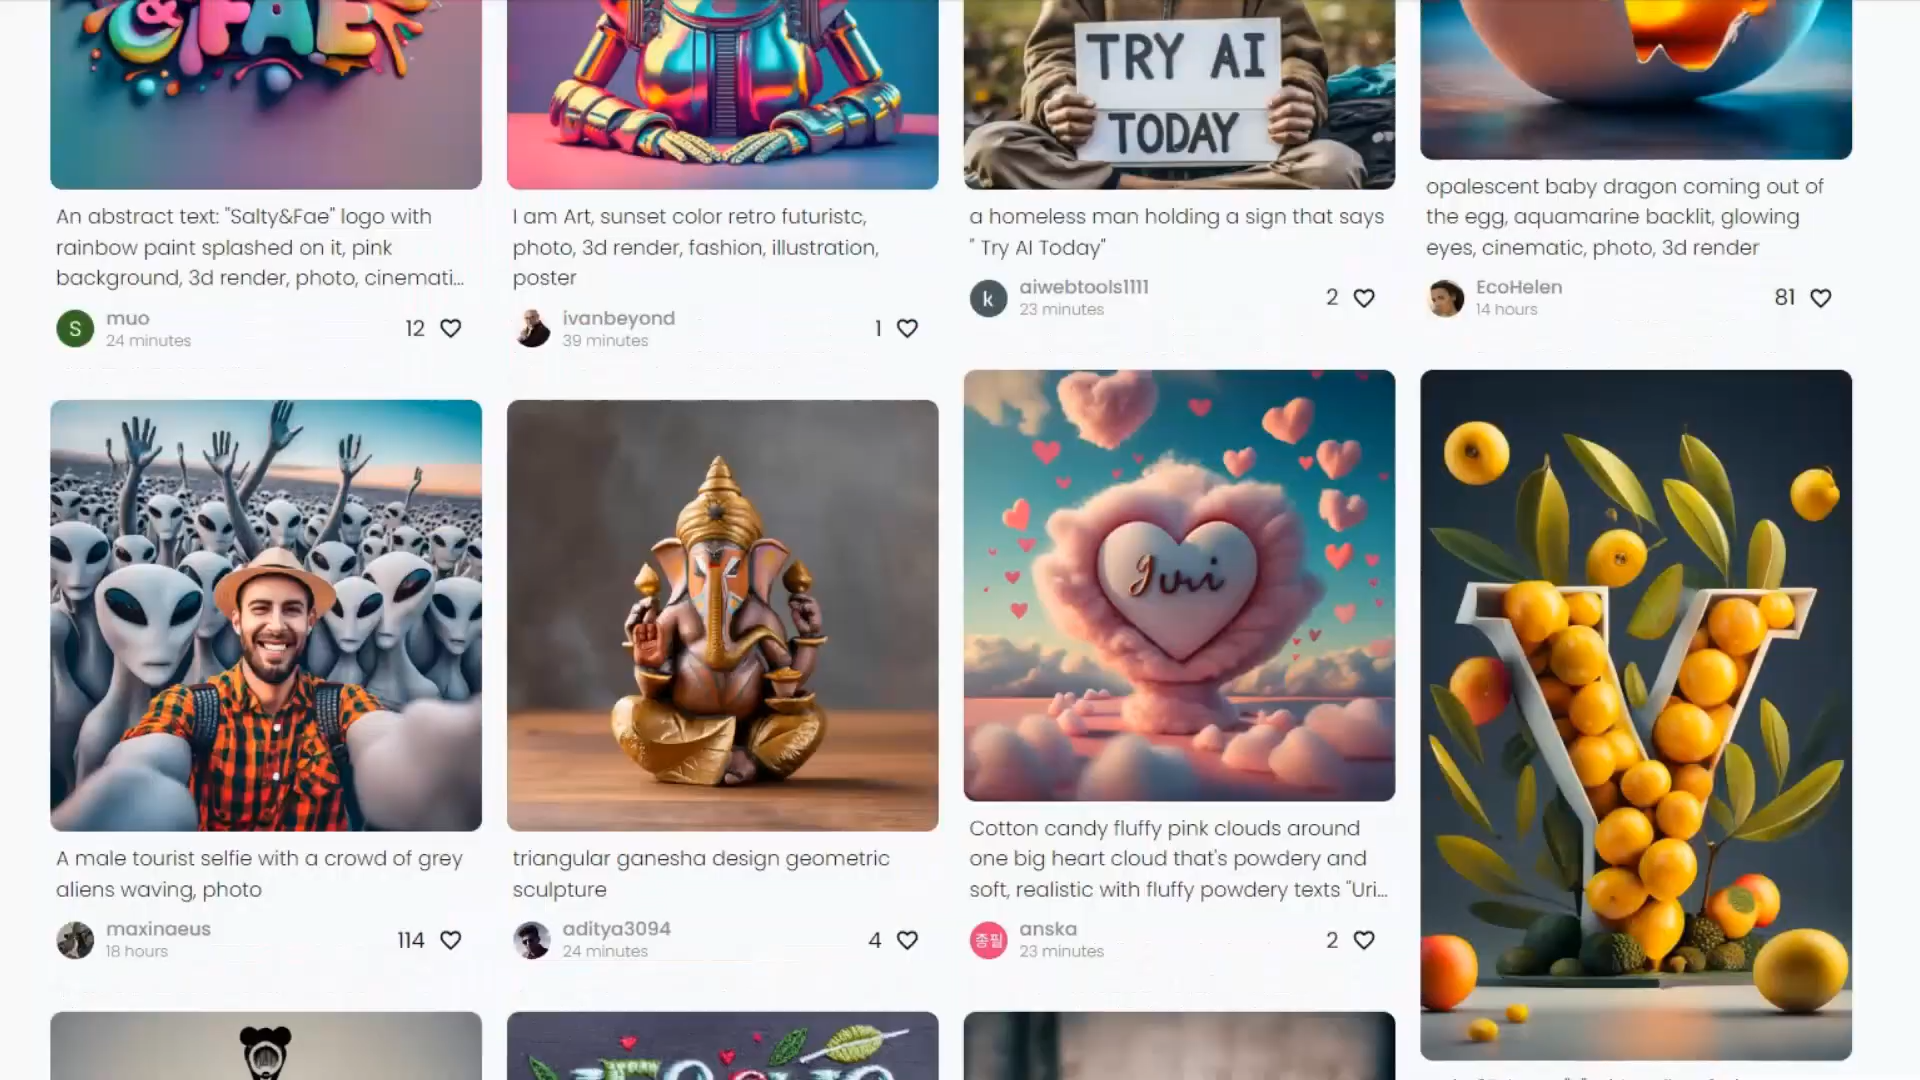 &FAE
An abstract text: "Salty&Fae" logo with
rainbow paint splashed on it, pink
background, 3d render, photo, cinemati...
S
muo
24 minutes
12
I am Art, sunset color retro futuristc,
photo, 3d render, fashion, illustration,
poster
ivanbeyond
39 minutes
1
TRY AI
TODAY
a homeless man holding a sign that says
" Try AI Today"
k
aiwebtools1111
23 minutes
2
opalescent baby dragon coming out of
the egg, aquamarine backlit, glowing
eyes, cinematic, photo, 3d render
EcoHelen
14 hours
81
A male tourist selfie with a crowd of grey
aliens waving, photo
maxinaeus
18 hours
114
triangular ganesha design geometric
sculpture
aditya3094
24 minutes
4
Juri
Cotton candy fluffy pink clouds around
one big heart cloud that's powdery and
soft, realistic with fluffy powdery texts "Uri...
종필
anska
23 minutes
2
Y